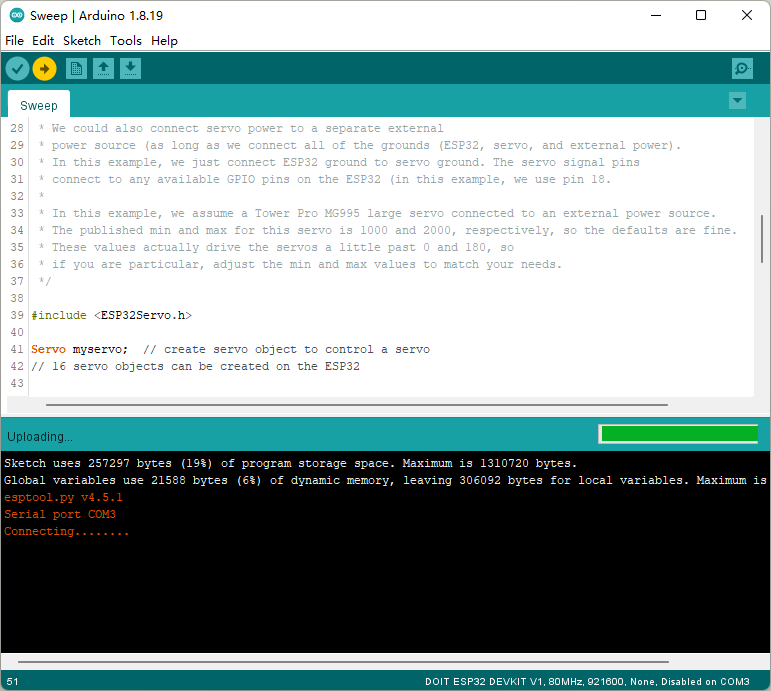 Sweep | Arduino 1.8.19
File Edit Sketch Tools Help
Sweep
28 * We could also connect servo power to a separate external
29 * power source (as long as we connect all of the grounds (ESP32, servo, and external power).
30 * In this example, we just connect ESP32 ground to servo ground. The servo signal pins
31 * connect to any available GPIO pins on the ESP32 (in this example, we use pin 18.
32 *
33 * In this example, we assume a Tower Pro MG995 large servo connected to an external power source.
34 * The published min and max for this servo is 1000 and 2000, respectively, so the defaults are fine.
35 * These values actually drive the servos a little past 0 and 180, so
36 * if you are particular, adjust the min and max values to match your needs.
37 */
38
39 #include <ESP32Servo.h>
40
41 Servo myservo;  // create servo object to control a servo
42 // 16 servo objects can be created on the ESP32
43
Uploading...
Sketch uses 257297 bytes (19%) of program storage space. Maximum is 1310720 bytes.
Global variables use 21588 bytes (6%) of dynamic memory, leaving 306092 bytes for local variables. Maximum is
esptool.py v4.5.1
Serial port COM3
Connecting........
51 DOIT ESP32 DEVKIT V1, 80MHz, 921600, None, Disabled on COM3